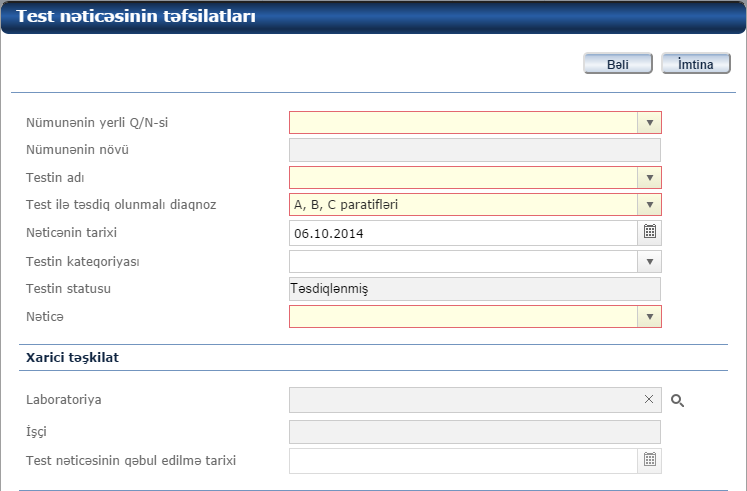 Test nəticəsinin təfsilatları
Bəli İmtina
Nümunənin yerli Q/N-si
Nümunənin növü
Testin adı
Test ilə təsdiq olunmalı diaqnoz A, B, C paratifləri
Nəticənin tarixi 06.10.2014
Testin kateqoriyası
Testin statusu Təsdiqlənmiş
Nəticə
Xarici təşkilat
Laboratoriya
İşçi
Test nəticəsinin qəbul edilmə tarixi